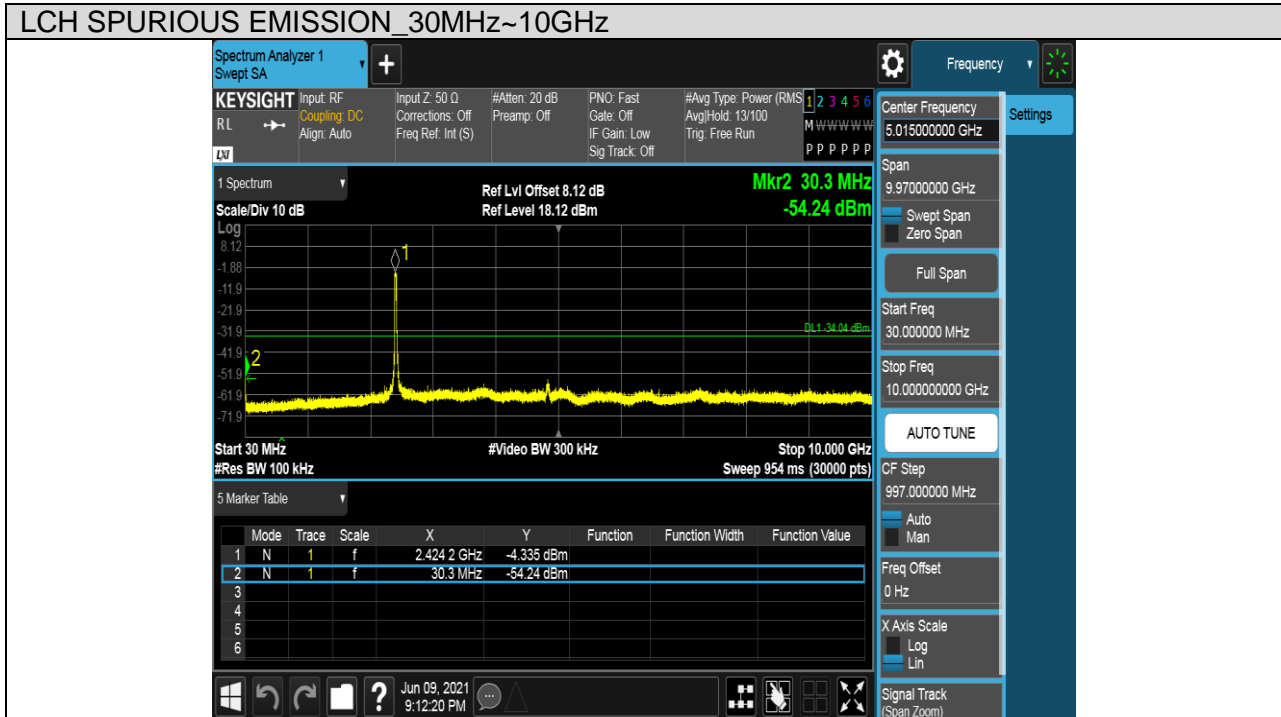 LCH SPURIOUS EMISSION_30MHz~10GHz
Spectrum Analyzer 1
Swept SA
Frequency
KEYSIGHT
RL
LXI
Input: RF
Coupling: DC
Align: Auto
Input Z: 50 Ω
Corrections: Off
Freq Ref: Int (S)
#Atten: 20 dB
Preamp: Off
PNO: Fast
Gate: Off
IF Gain: Low
Sig Track: Off
#Avg Type: Power (RMS
Avg|Hold: 13/100
Trig: Free Run
1 2 3 4 5 6
M W W W W W
P P P P P P
1 Spectrum
Scale/Div 10 dB
Ref Lvl Offset 8.12 dB
Ref Level 18.12 dBm
Mkr2 30.3 MHz
-54.24 dBm
Log
8.12
-1.88
-11.9
-21.9
-31.9
-41.9
-51.9
-61.9
-71.9
1
2
DL1 -34.04 dBm
Start 30 MHz
#Video BW 300 kHz
Stop 10.000 GHz
#Res BW 100 kHz
Sweep 954 ms (30000 pts)
5 Marker Table
Mode Trace Scale X Y Function Function Width Function Value
1 N 1 f 2.424 2 GHz -4.335 dBm
2 N 1 f 30.3 MHz -54.24 dBm
3
4
5
6
Jun 09, 2021
9:12:20 PM
Center Frequency
5.015000000 GHz
Settings
Span
9.97000000 GHz
Swept Span
Zero Span
Full Span
Start Freq
30.000000 MHz
Stop Freq
10.000000000 GHz
AUTO TUNE
CF Step
997.000000 MHz
Auto
Man
Freq Offset
0 Hz
X Axis Scale
Log
Lin
Signal Track
(Span Zoom)